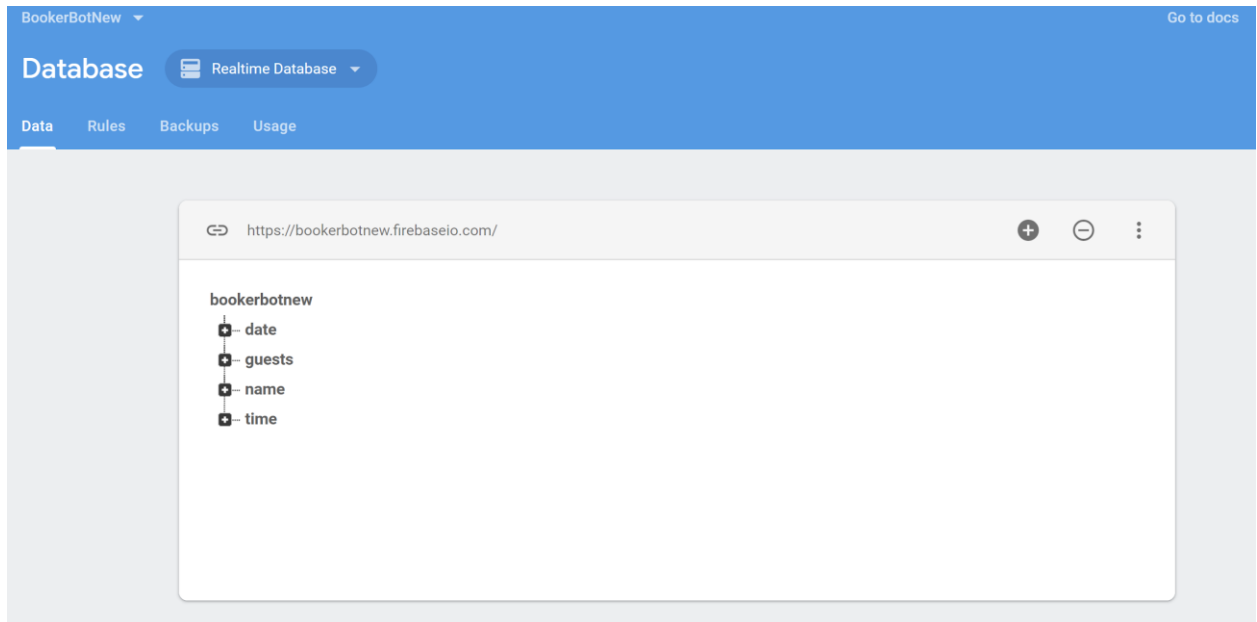 BookerBotNew
Go to docs
Database
Realtime Database
Data Rules Backups Usage
https://bookerbotnew.firebaseio.com/
bookerbotnew
date
guests
name
time